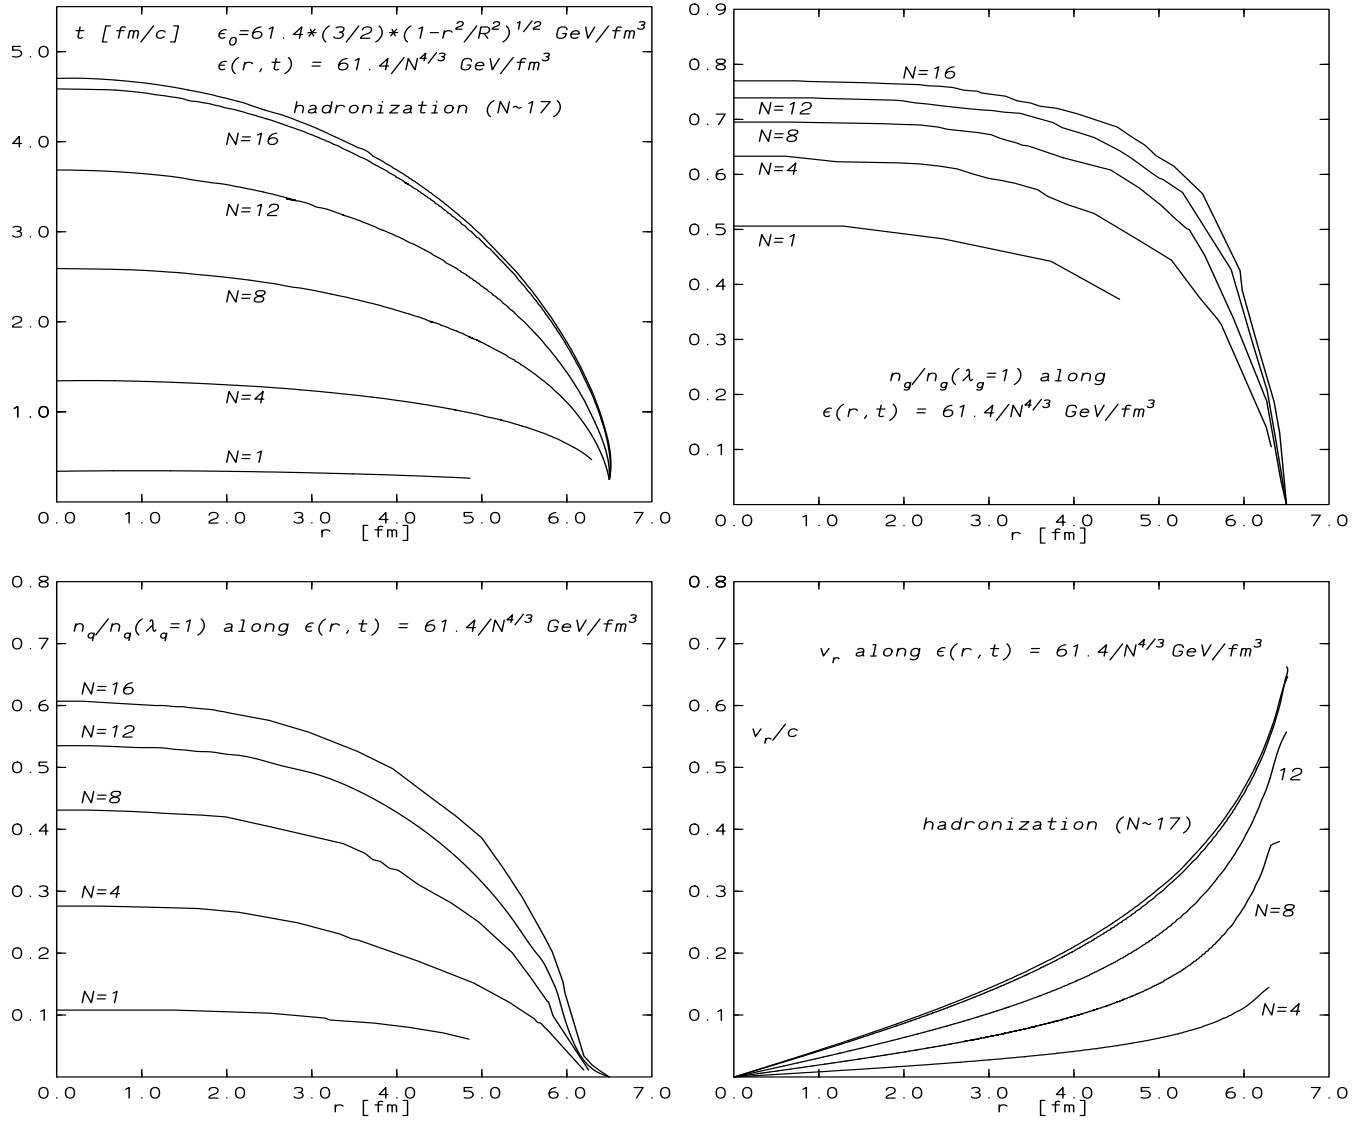 t [fm/c] ϵ₀=61.4*(3/2)*(1-r²/R²)^1/2 GeV/fm³
ϵ(r,t) = 61.4/N^4/3 GeV/fm³
hadronization (N~17)
N=16
N=12
N=8
N=4
N=1
5.0
4.0
3.0
2.0
1.0
0.0 1.0 2.0 3.0 4.0 5.0 6.0 7.0
r [fm]
0.9
0.8
0.7
0.6
0.5
0.4
0.3
0.2
0.1
N=16
N=12
N=8
N=4
N=1
n_g/n_g(λ_g=1) along
ϵ(r,t) = 61.4/N^4/3 GeV/fm³
0.0 1.0 2.0 3.0 4.0 5.0 6.0 7.0
r [fm]
0.8
0.7
0.6
0.5
0.4
0.3
0.2
0.1
n_q/n_q(λ_q=1) along ϵ(r,t) = 61.4/N^4/3 GeV/fm³
N=16
N=12
N=8
N=4
N=1
0.0 1.0 2.0 3.0 4.0 5.0 6.0 7.0
r [fm]
0.8
0.7
0.6
0.5
0.4
0.3
0.2
0.1
v_r along ϵ(r,t) = 61.4/N^4/3 GeV/fm³
v_r/c
12
hadronization (N~17)
N=8
N=4
0.0 1.0 2.0 3.0 4.0 5.0 6.0 7.0
r [fm]